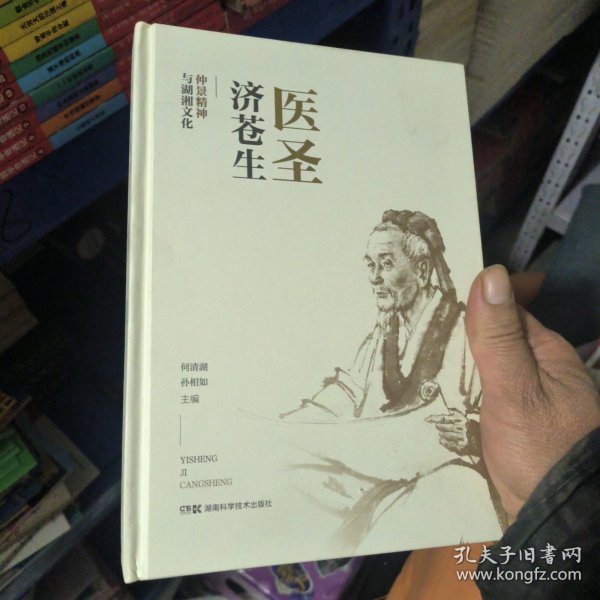 医圣
济苍生
仲景精神
与湖湘文化
何清湖
孙相如
主编
YISHENG
JI
CANGSHENG
CTS 湖南科学技术出版社
孔夫子旧书网
www.kongfz.com